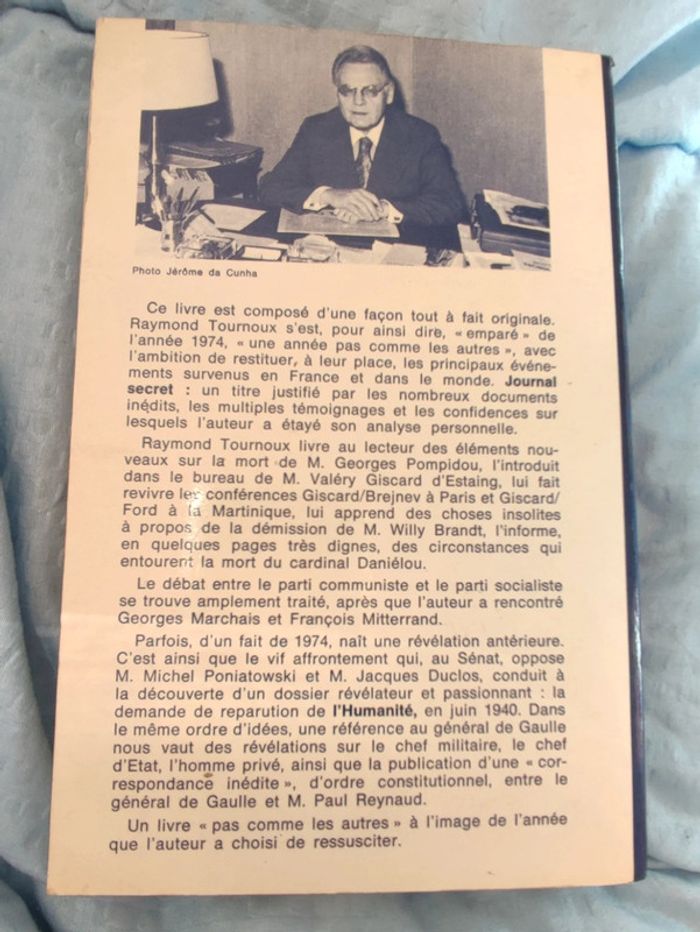 Photo Jérôme da Cunha
Ce livre est composé d'une façon tout à fait originale.
Raymond Tournoux s'est, pour ainsi dire, « emparé » de
l'année 1974, « une année pas comme les autres », avec
l'ambition de restituer, à leur place, les principaux événe-
ments survenus en France et dans le monde. Journal
secret : un titre justifié par les nombreux documents
inédits, les multiples témoignages et les confidences sur
lesquels l'auteur a étayé son analyse personnelle.
Raymond Tournoux livre au lecteur des éléments nou-
veaux sur la mort de M. Georges Pompidou, l'introduit
dans le bureau de M. Valéry Giscard d'Estaing, lui fait
revivre les conférences Giscard/Brejnev à Paris et Giscard/
Ford à la Martinique, lui apprend des choses insolites
à propos de la démission de M. Willy Brandt, l'informe,
en quelques pages très dignes, des circonstances qui
entourent la mort du cardinal Daniélou.
Le débat entre le parti communiste et le parti socialiste
se trouve amplement traité, après que l'auteur a rencontré
Georges Marchais et François Mitterrand.
Parfois, d'un fait de 1974, naît une révélation antérieure.
C'est ainsi que le vif affrontement qui, au Sénat, oppose
M. Michel Poniatowski et M. Jacques Duclos, conduit à
la découverte d'un dossier révélateur et passionnant : la
demande de reparution de l'Humanité, en juin 1940. Dans
le même ordre d'idées, une référence au général de Gaulle
nous vaut des révélations sur le chef militaire, le chef
d'Etat, l'homme privé, ainsi que la publication d'une « cor-
respondance inédite », d'ordre constitutionnel, entre le
général de Gaulle et M. Paul Reynaud.
Un livre « pas comme les autres » à l'image de l'année
que l'auteur a choisi de ressusciter.